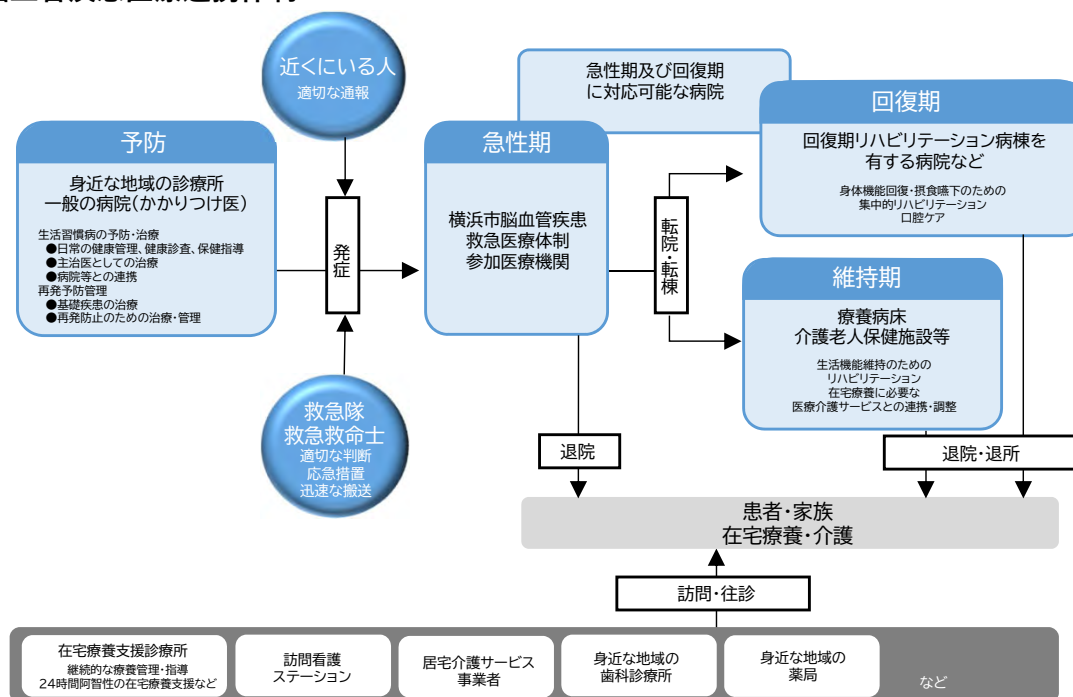 近くにいる人
適切な通報
急性期及び回復期
に対応可能な病院
予防
身近な地域の診療所
一般の病院(かかりつけ医)
生活習慣病の予防・治療
●日常の健康管理、健康診査、保健指導
●主治医としての治療
●病院等との連携
再発予防管理
●基礎疾患の治療
●再発防止のための治療・管理
発症
急性期
横浜市脳血管疾患
救急医療体制
参加医療機関
転院・転棟
回復期
回復期リハビリテーション病棟を
有する病院など
身体機能回復・摂食嚥下のための
集中的リハビリテーション
口腔ケア
維持期
療養病床
介護老人保健施設等
生活機能維持のための
リハビリテーション
在宅療養に必要な
医療介護サービスとの連携・調整
救急隊
救急救命士
適切な判断
応急措置
迅速な搬送
退院
退院・退所
患者・家族
在宅療養・介護
訪問・往診
在宅療養支援診療所
継続的な療養管理・指導
24時間阿智性の在宅療養支援など
訪問看護
ステーション
居宅介護サービス
事業者
身近な地域の
歯科診療所
身近な地域の
薬局
など